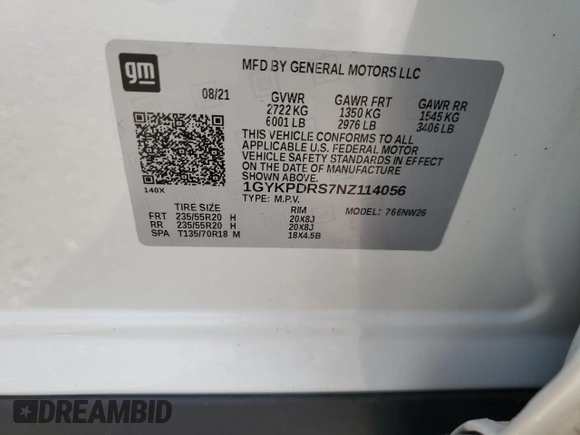 gm
MFD BY GENERAL MOTORS LLC
08/21 GVWR GAWR FRT GAWR RR
2722 KG 1350 KG 1545 KG
6001 LB 2976 LB 3406 LB
THIS VEHICLE CONFORMS TO ALL
APPLICABLE U.S. FEDERAL MOTOR
VEHICLE SAFETY STANDARDS IN EFFECT
ON THE DATE OF MANUFACTURE
SHOWN ABOVE.
140X
1GYKPDRS7NZ114056
TYPE: M.P.V.
TIRE SIZE RIM MODEL: 766NW26
FRT 235/55R20 H 20X8J
RR 235/55R20 H 20X8J
SPA T135/70R18 M 18X4.5B
DREAMBID